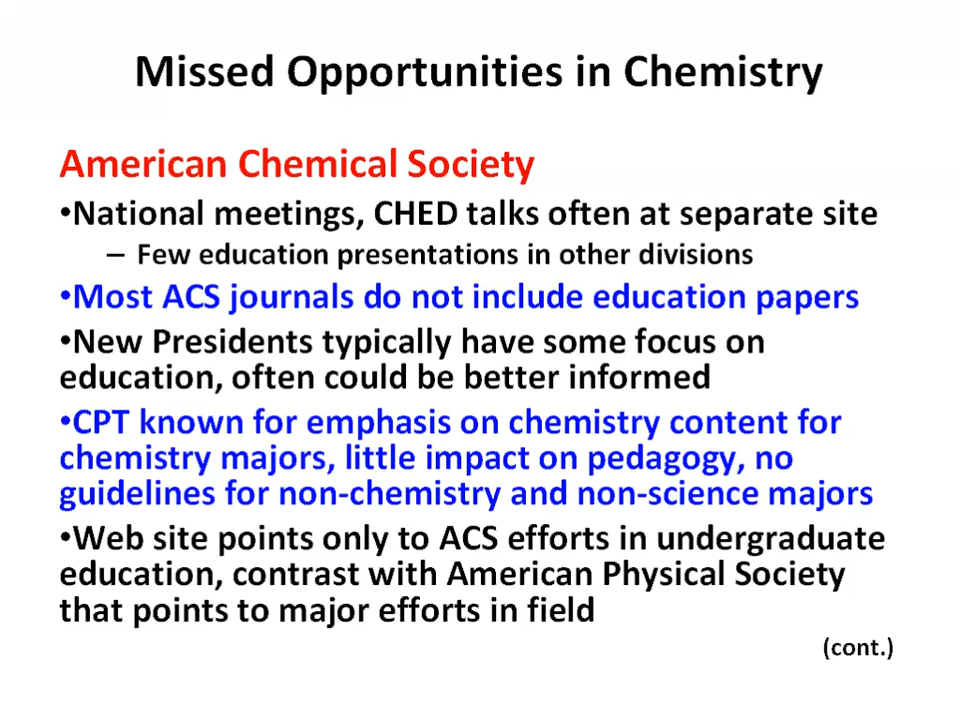 Missed Opportunities in Chemistry
American Chemical Society
•National meetings, CHED talks often at separate site
– Few education presentations in other divisions
•Most ACS journals do not include education papers
•New Presidents typically have some focus on
education, often could be better informed
•CPT known for emphasis on chemistry content for
chemistry majors, little impact on pedagogy, no
guidelines for non-chemistry and non-science majors
•Web site points only to ACS efforts in undergraduate
education, contrast with American Physical Society
that points to major efforts in field
(cont.)